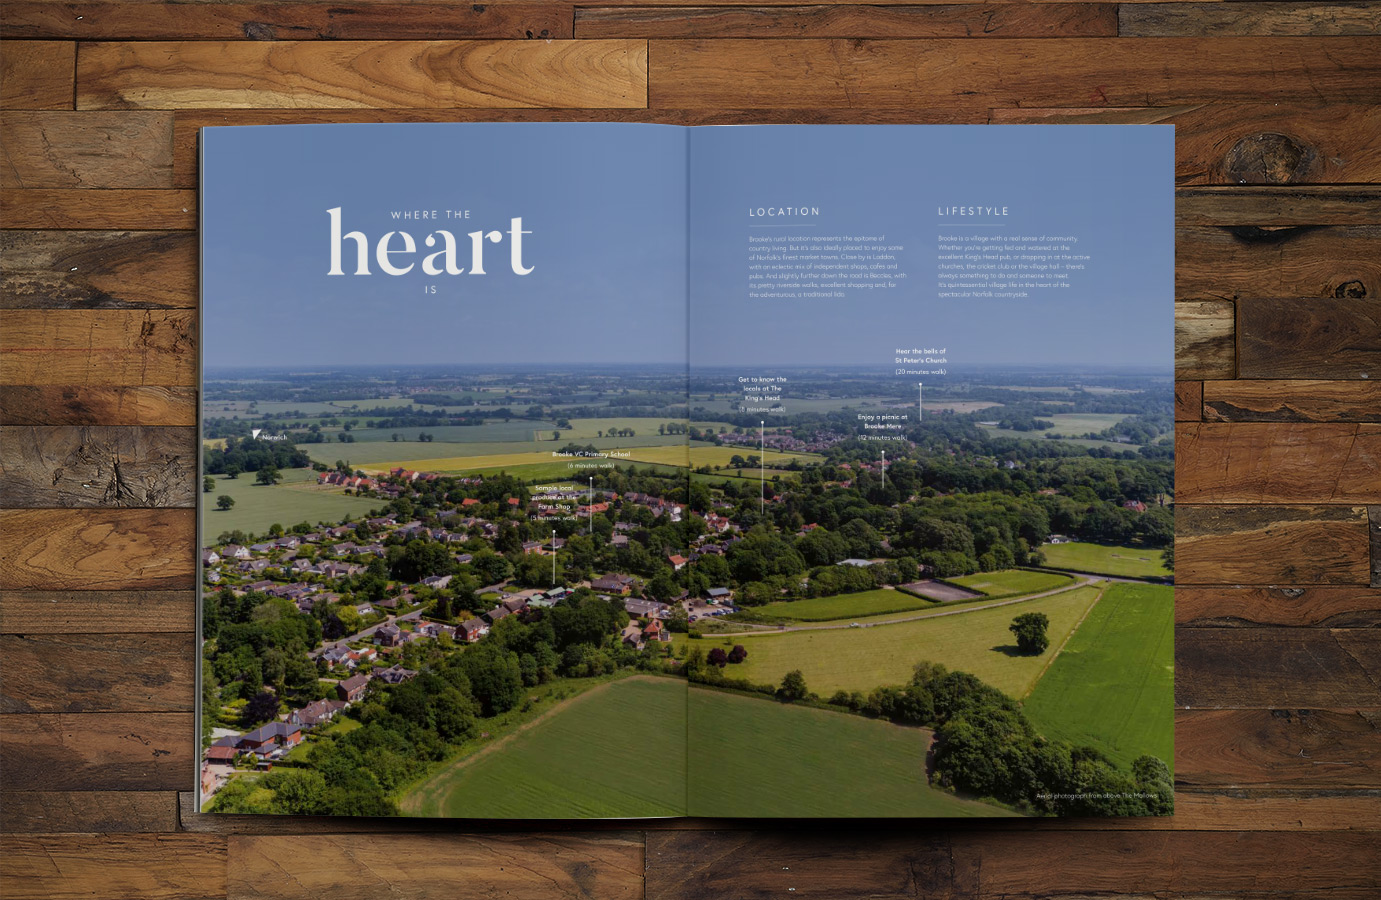 WHERE THE
heart
IS
LOCATION
Brooke's rural location represents the epitome of
country living. But it's also ideally placed to enjoy some
of Norfolk's finest market towns. Close by is Loddon,
with an eclectic mix of independent shops, cafes and
pubs. And slightly further down the road is Beccles, with
its pretry riverside walks, excellent shopping and, for
the adventurous, a traditional lido.
LIFESTYLE
Brooke is a village with a real sense of community.
Whether you're getting fed and watered at the
excellent King's Head pub, or dropping in at the active
churches, the cricket club or the village hall – there's
always something to do and someone to meet.
It's quintessential village life in the heart of the
spectacular Norfolk countryside.
Hear the bells of
St Peter's Church
(20 minutes walk)
Get to know the
locals at The
King's Head
minutes walk)
Enjoy a picnic at
Brooke Mere
(12 minutes walk)
Norwich
Brooke VC Primary School
(6 minutes walk)
Sample local
produce at the
Farm Shop
(5 minutes walk)
Aerial photograph from above The Mallows